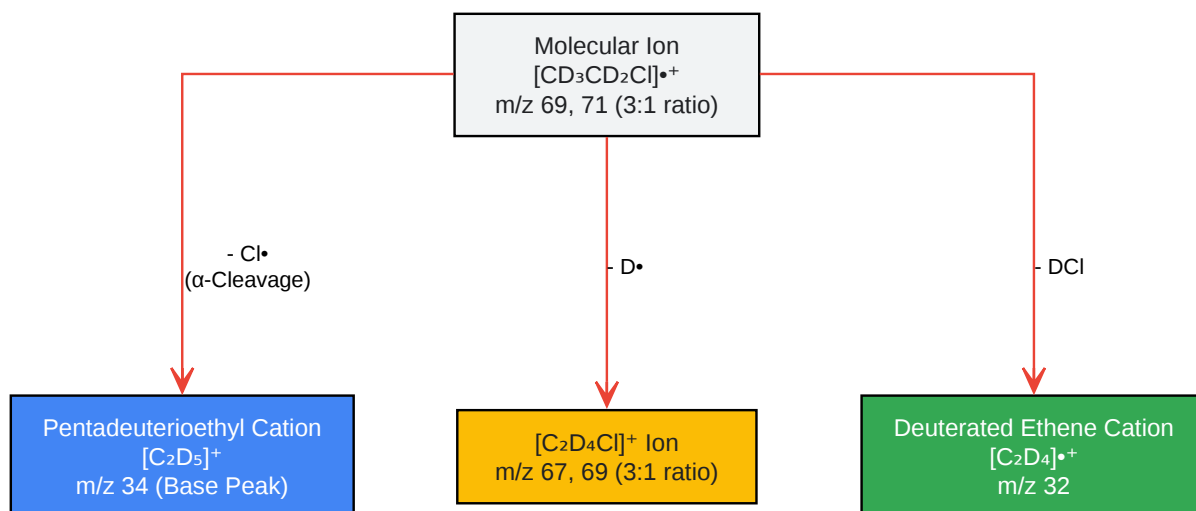 Molecular Ion
[CD₃CD₂Cl]•⁺
m/z 69, 71 (3:1 ratio)
- Cl•
(α-Cleavage)
- D•
- DCl
Pentadeuterioethyl Cation
[C₂D₅]⁺
m/z 34 (Base Peak)
[C₂D₄Cl]⁺ Ion
m/z 67, 69 (3:1 ratio)
Deuterated Ethene Cation
[C₂D₄]•⁺
m/z 32